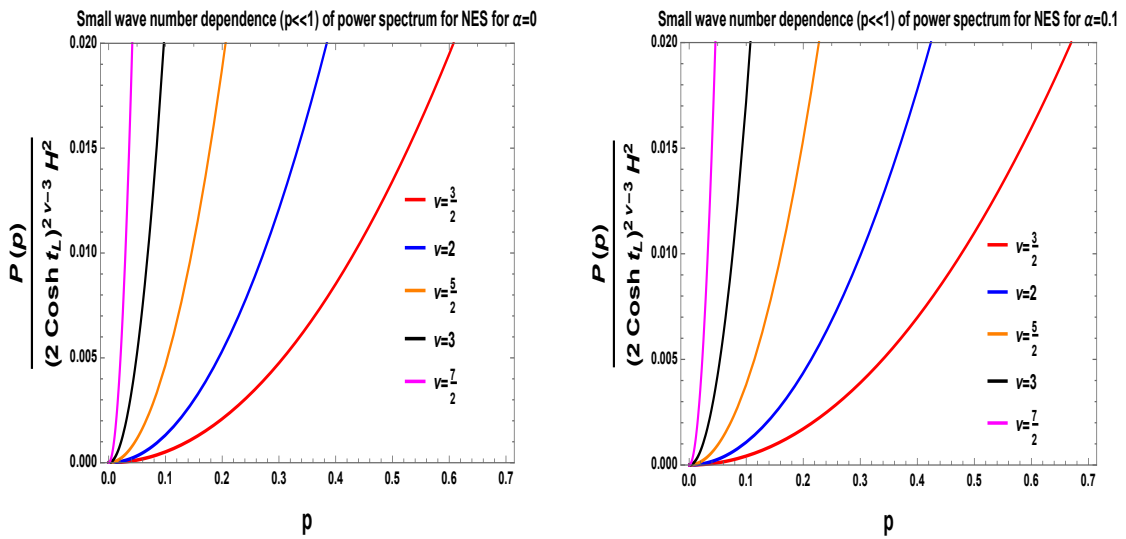 Small wave number dependence (p<<1) of power spectrum for NES for α=0
P(p)
(2 Cosh t_L)^{2ν-3} H^2
0.020
0.015
0.010
0.005
0.000
ν=3/2
ν=2
ν=5/2
ν=3
ν=7/2
0.0 0.1 0.2 0.3 0.4 0.5 0.6 0.7
p
Small wave number dependence (p<<1) of power spectrum for NES for α=0.1
P(p)
(2 Cosh t_L)^{2ν-3} H^2
0.020
0.015
0.010
0.005
0.000
ν=3/2
ν=2
ν=5/2
ν=3
ν=7/2
0.0 0.1 0.2 0.3 0.4 0.5 0.6 0.7
p